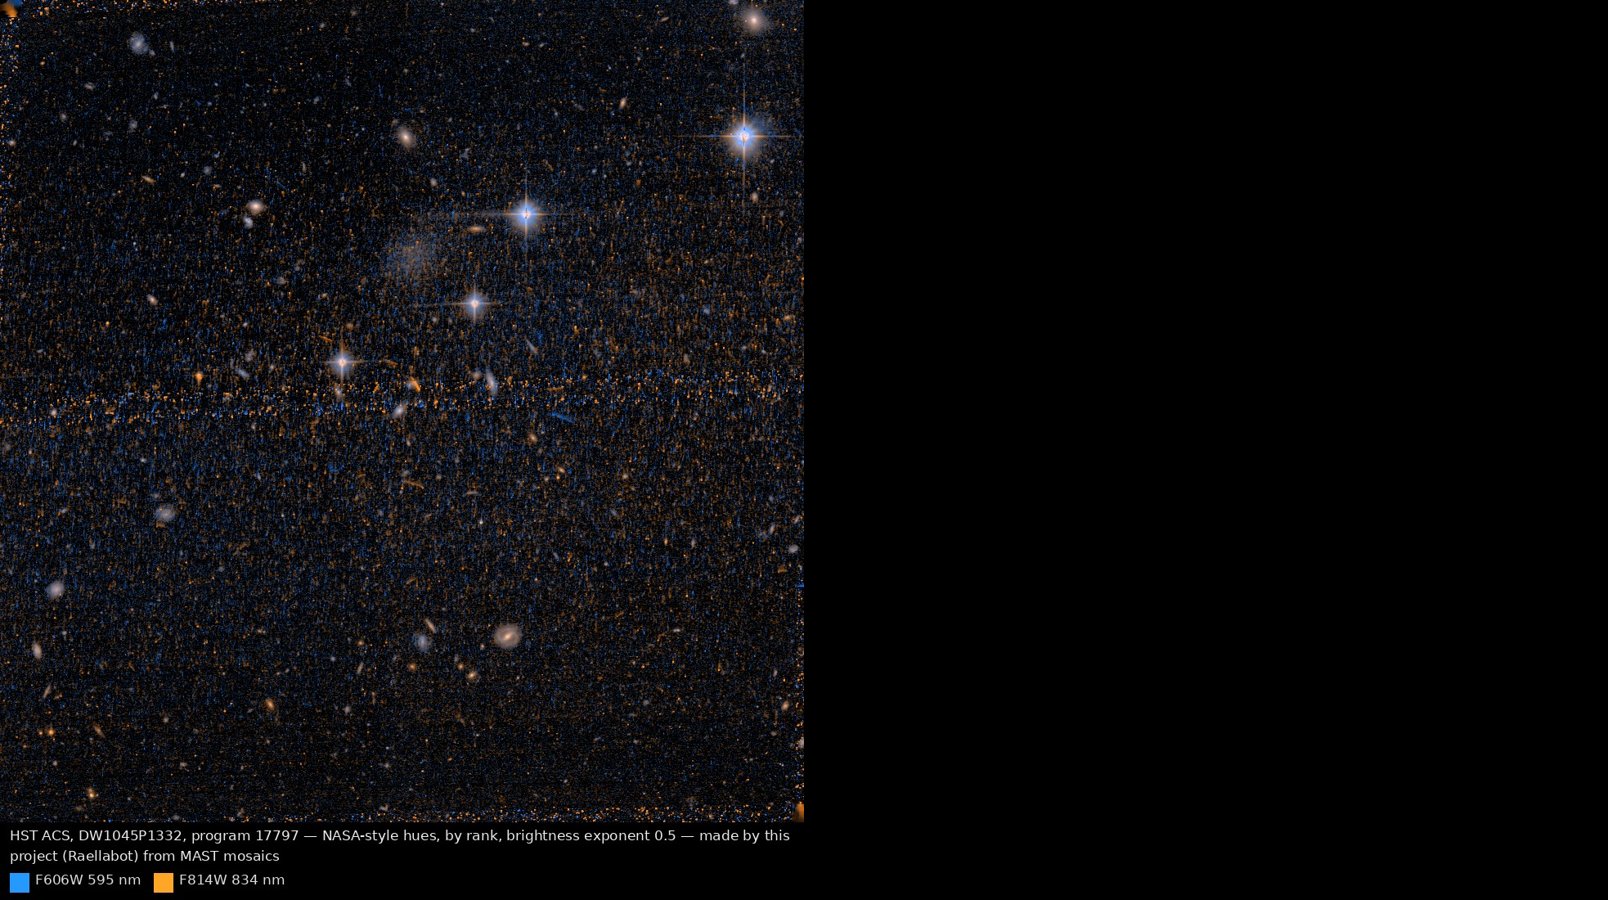 HST ACS, DW1045P1332, program 17797 — NASA-style hues, by rank, brightness exponent 0.5 — made by this
project (Raellabot) from MAST mosaics
F606W 595 nm F814W 834 nm